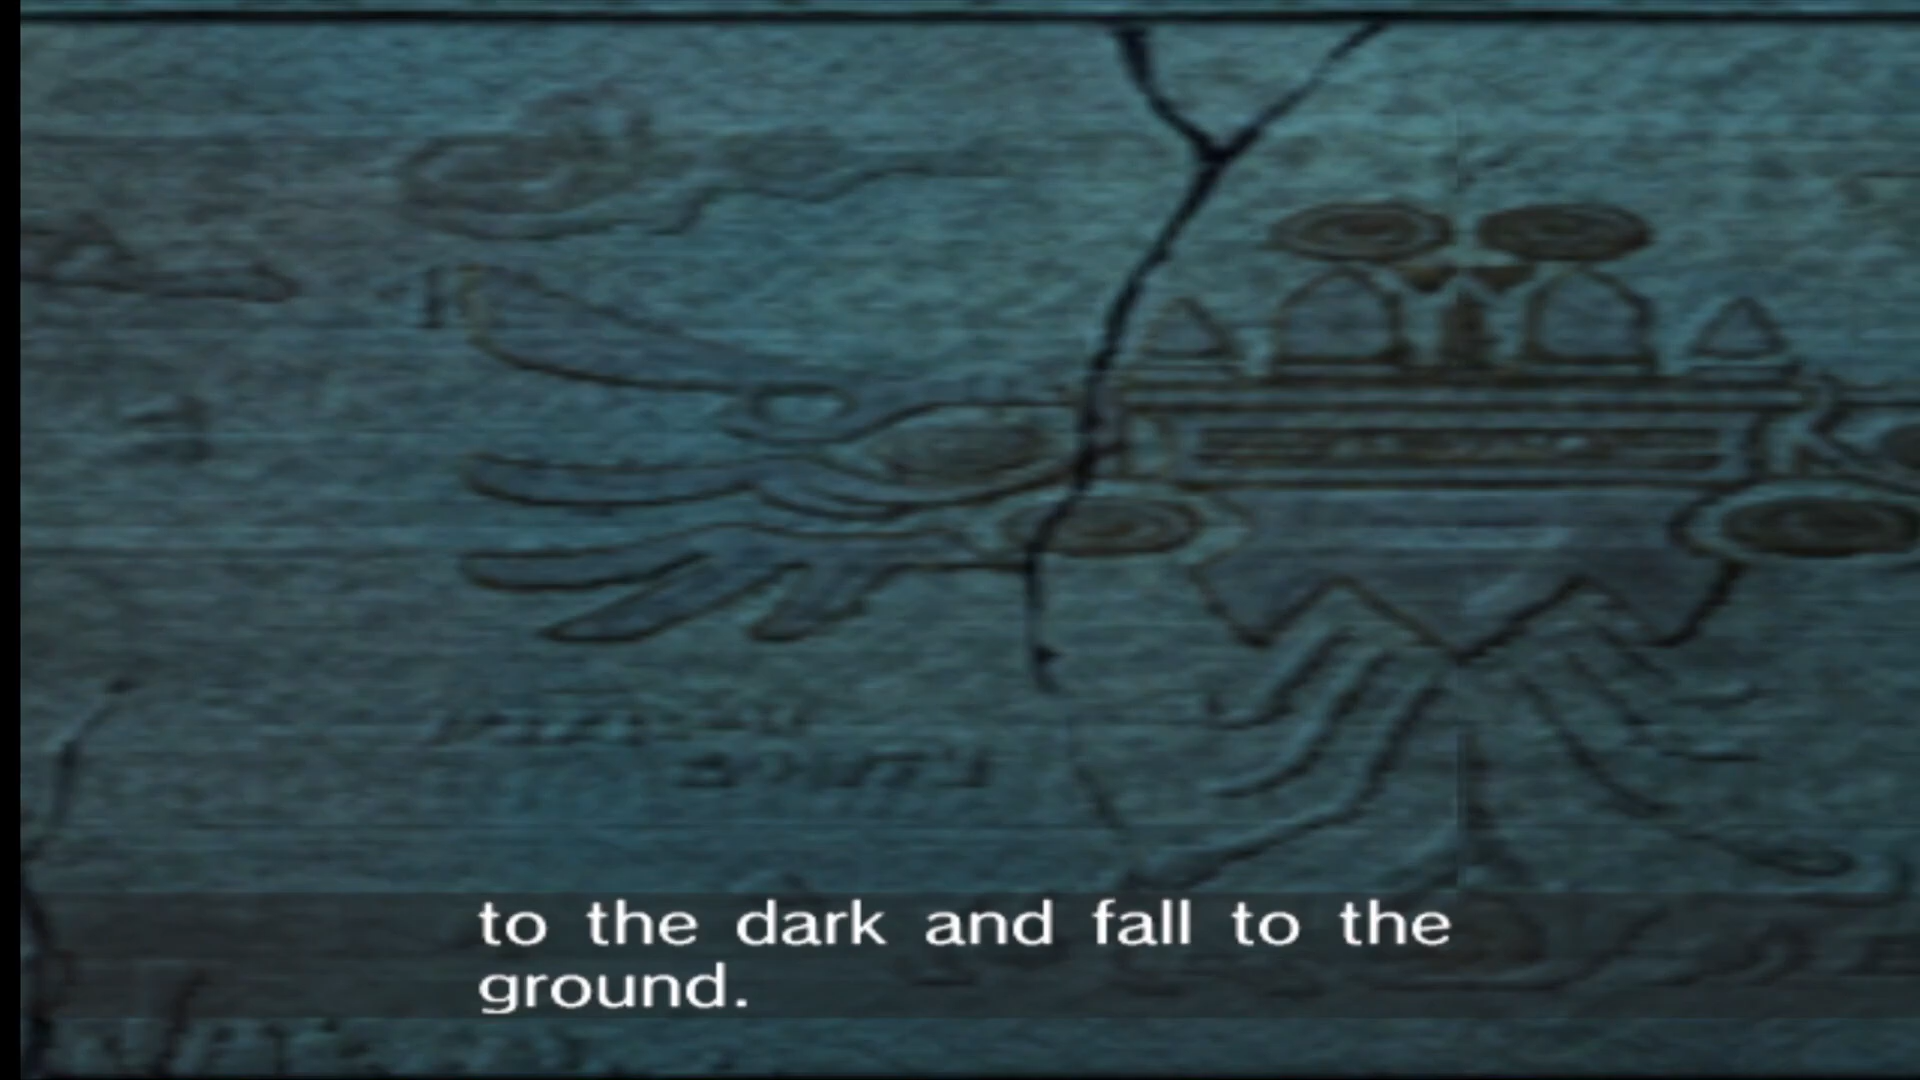 to the dark and fall to the
ground.